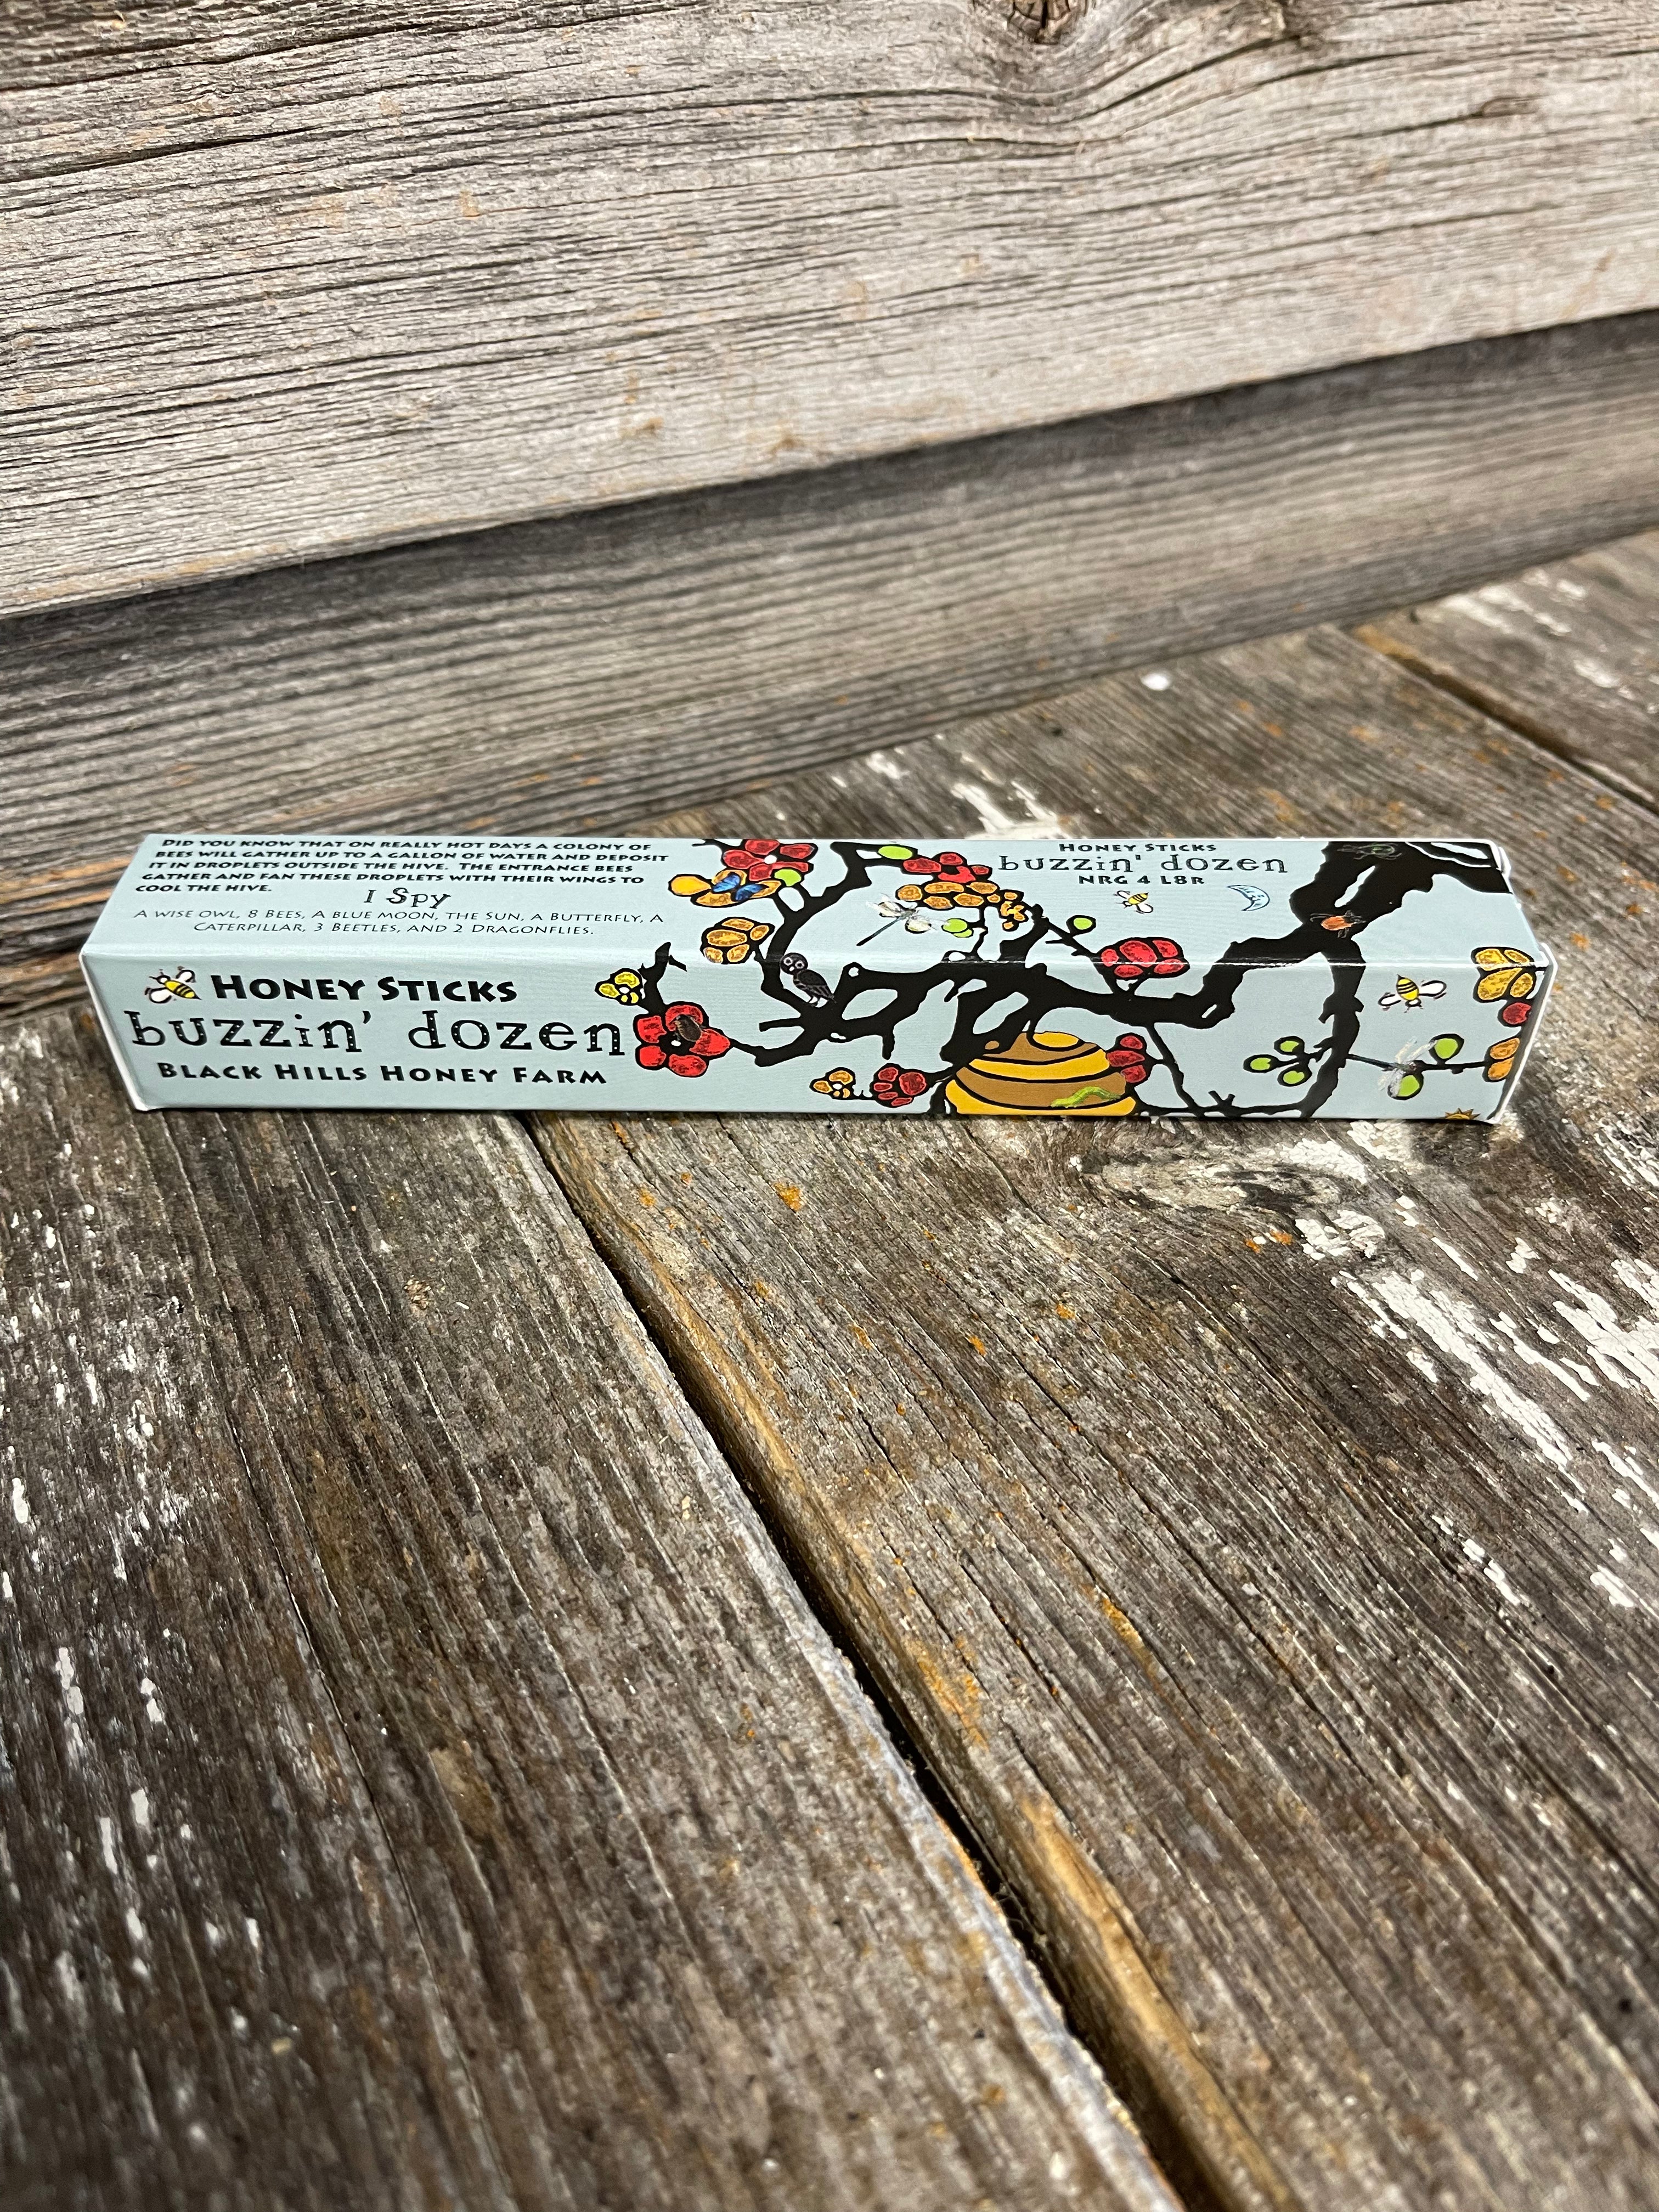 DID YOU KNOW THAT ON REALLY HOT DAYS A COLONY OF
BEES WILL GATHER UP TO A GALLON OF WATER AND DEPOSIT
IT IN DROPLETS OUTSIDE THE HIVE. THE ENTRANCE BEES
GATHER AND FAN THESE DROPLETS WITH THEIR WINGS TO
COOL THE HIVE.
I Spy
A WISE OWL, 8 BEES, A BLUE MOON, THE SUN, A BUTTERFLY, A
CATERPILLAR, 3 BEETLES, AND 2 DRAGONFLIES.
HONEY STICKS
buzzin' dozen
NRG 4 L8R
HONEY STICKS
buzzin' dozen
BLACK HILLS HONEY FARM